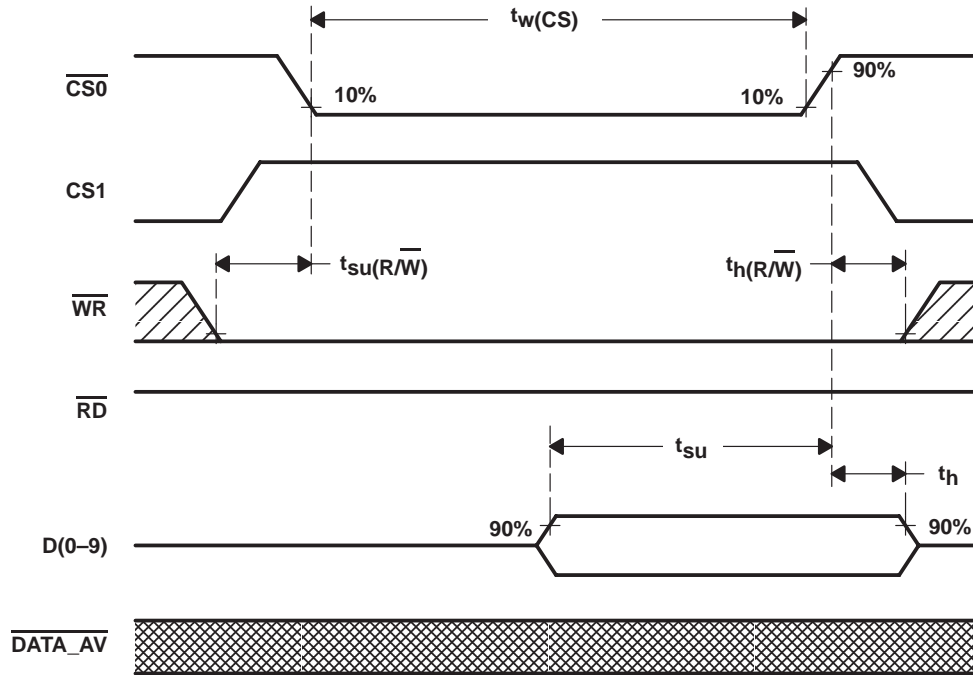 tw(CS)
CS0
10%
10%
90%
CS1
tsu(R/W)
th(R/W)
WR
RD
tsu
th
D(0–9)
90%
90%
DATA_AV